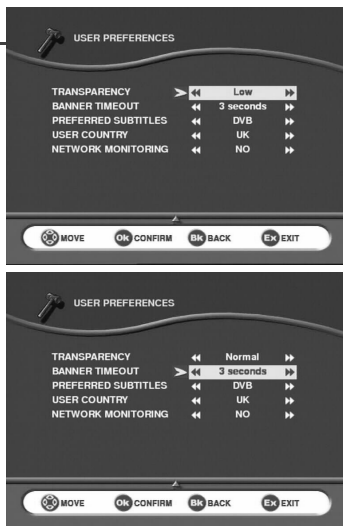 USER PREFERENCES
TRANSPARENCY Low
BANNER TIMEOUT 3 seconds
PREFERRED SUBTITLES DVB
USER COUNTRY UK
NETWORK MONITORING NO
MOVE Ok CONFIRM Bk BACK Ex EXIT
USER PREFERENCES
TRANSPARENCY Normal
BANNER TIMEOUT 3 seconds
PREFERRED SUBTITLES DVB
USER COUNTRY UK
NETWORK MONITORING NO
MOVE Ok CONFIRM Bk BACK Ex EXIT